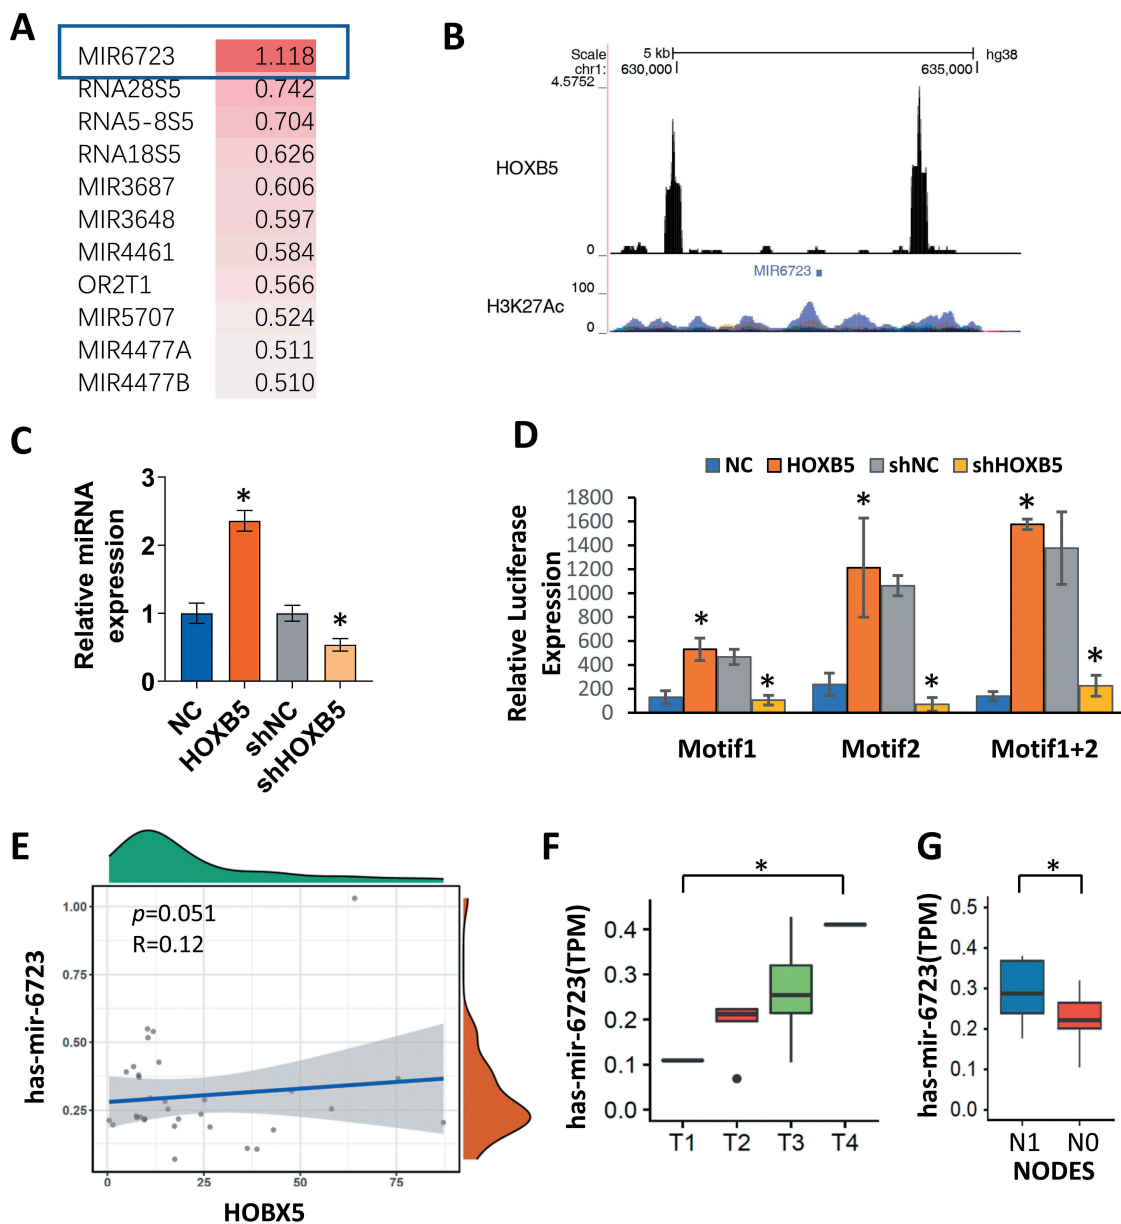 A
MIR6723 1.118
RNA28S5 0.742
RNA5-8S5 0.704
RNA18S5 0.626
MIR3687 0.606
MIR3648 0.597
MIR4461 0.584
OR2T1 0.566
MIR5707 0.524
MIR4477A 0.511
MIR4477B 0.510
B
Scale 5 kb hg38
chr1: 630,000 635,000
4.5752
HOXB5
0
MIR6723
100
H3K27Ac
0
C
Relative miRNA
expression
3
2
1
0
* *
NC HOXB5 shNC shHOXB5
D
NC HOXB5 shNC shHOXB5
Relative Luciferase
Expression
1800
1600
1400
1200
1000
800
600
400
200
0
* * * * * *
Motif1 Motif2 Motif1+2
E
has-mir-6723
p=0.051
R=0.12
1.00
0.75
0.50
0.25
0 25 50 75
HOBX5
F
has-mir-6723(TPM)
*
0.4
0.3
0.2
0.1
0.0
T1 T2 T3 T4
G
has-mir-6723(TPM)
*
0.5
0.4
0.3
0.2
0.1
0.0
N1 N0
NODES